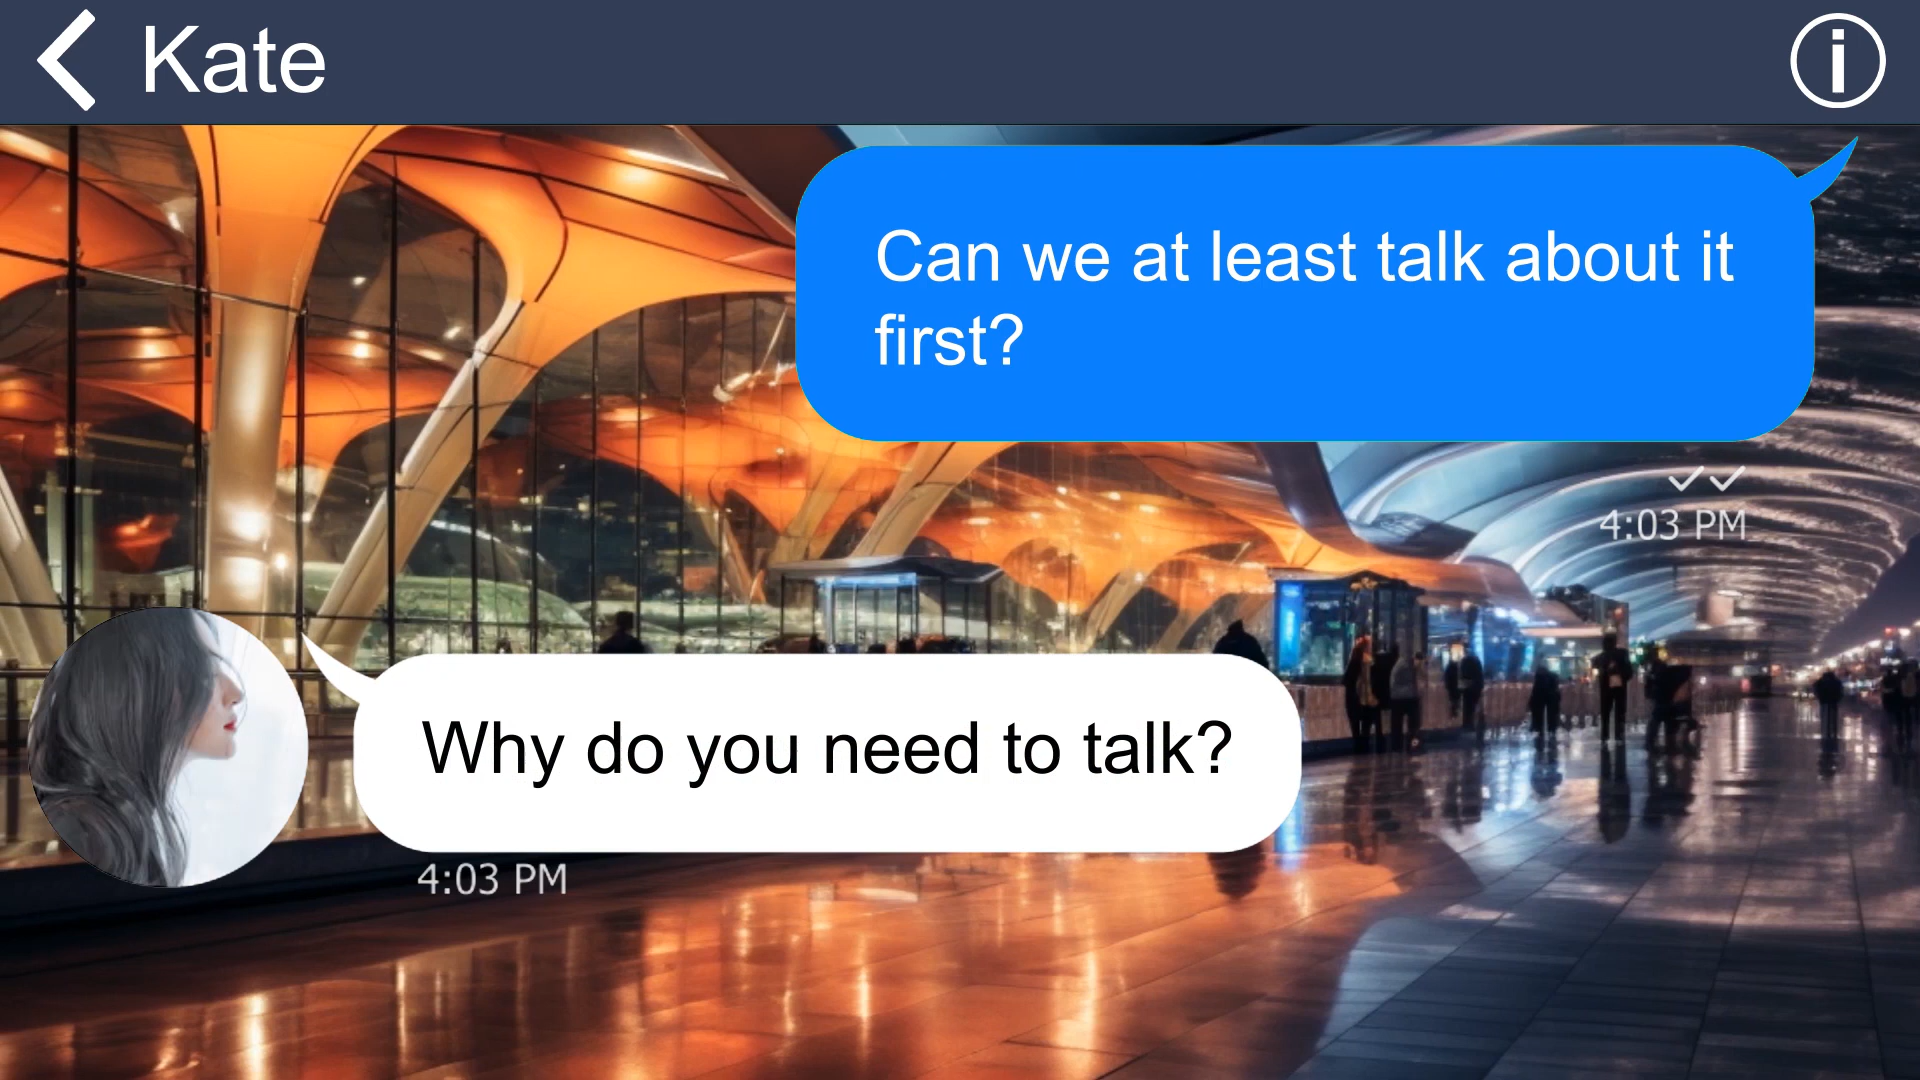 Kate
Can we at least talk about it
first?
4:03 PM
Why do you need to talk?
4:03 PM